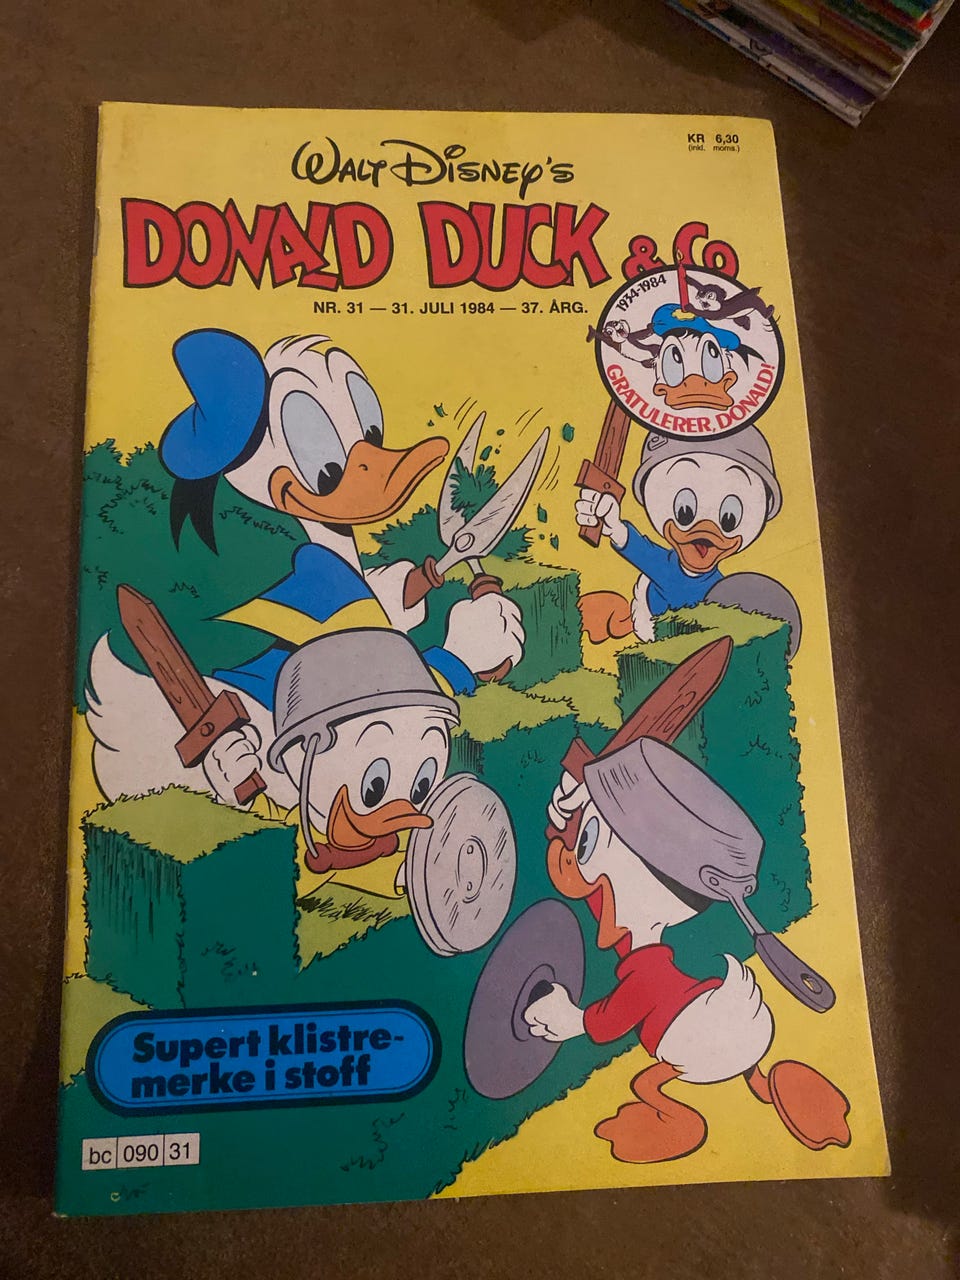 WALT DISNEY'S
KR 6,30
(inkl. moms.)
DONALD DUCK & Co
NR. 31 — 31. JULI 1984 — 37. ÅRG.
1934-1984
GRATULERER, DONALD!
Supert klistre-
merke i stoff
bc 090 31